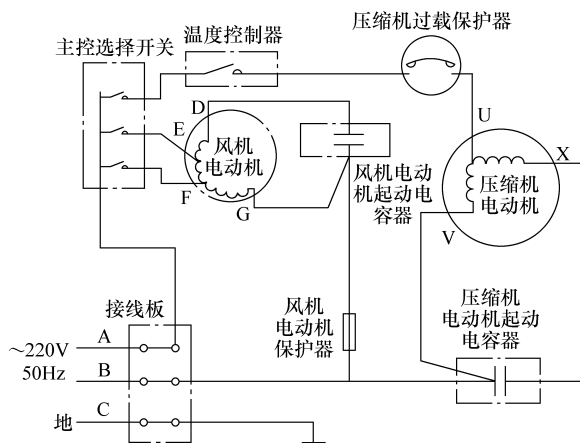 压缩机过载保护器
温度控制器
主控选择开关
D
U
E
风机
电动机
X
F
G
风机电动
机起动电
容器
压缩机
电动机
V
接线板
风机
电动机
保护器
压缩机
电动机起动
电容器
A
～220V
50Hz
B
地
C